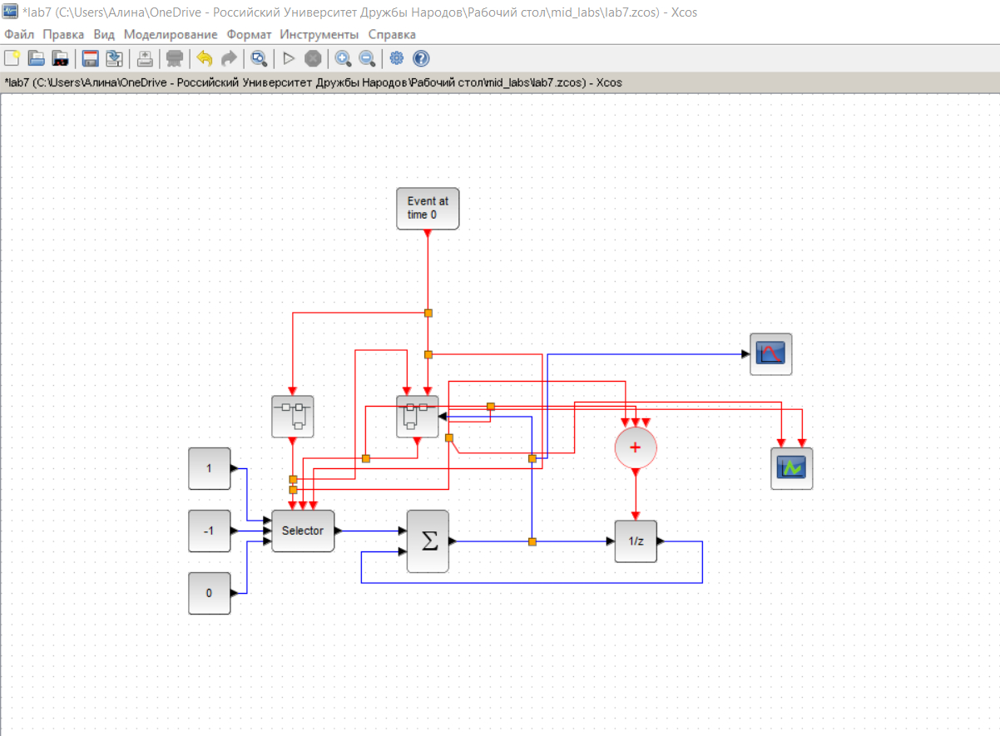 *lab7 (C:\Users\Алина\OneDrive - Российский Университет Дружбы Народов\Рабочий стол\mid_labs\lab7.zcos) - Xcos
Файл Правка Вид Моделирование Формат Инструменты Справка
*lab7 (C:\Users\Алина\OneDrive - Российский Университет Дружбы Народов\Рабочий стол\mid_labs\lab7.zcos) - Xcos
Event at
time 0
+
1
-1
Selector
Σ
1/z
0